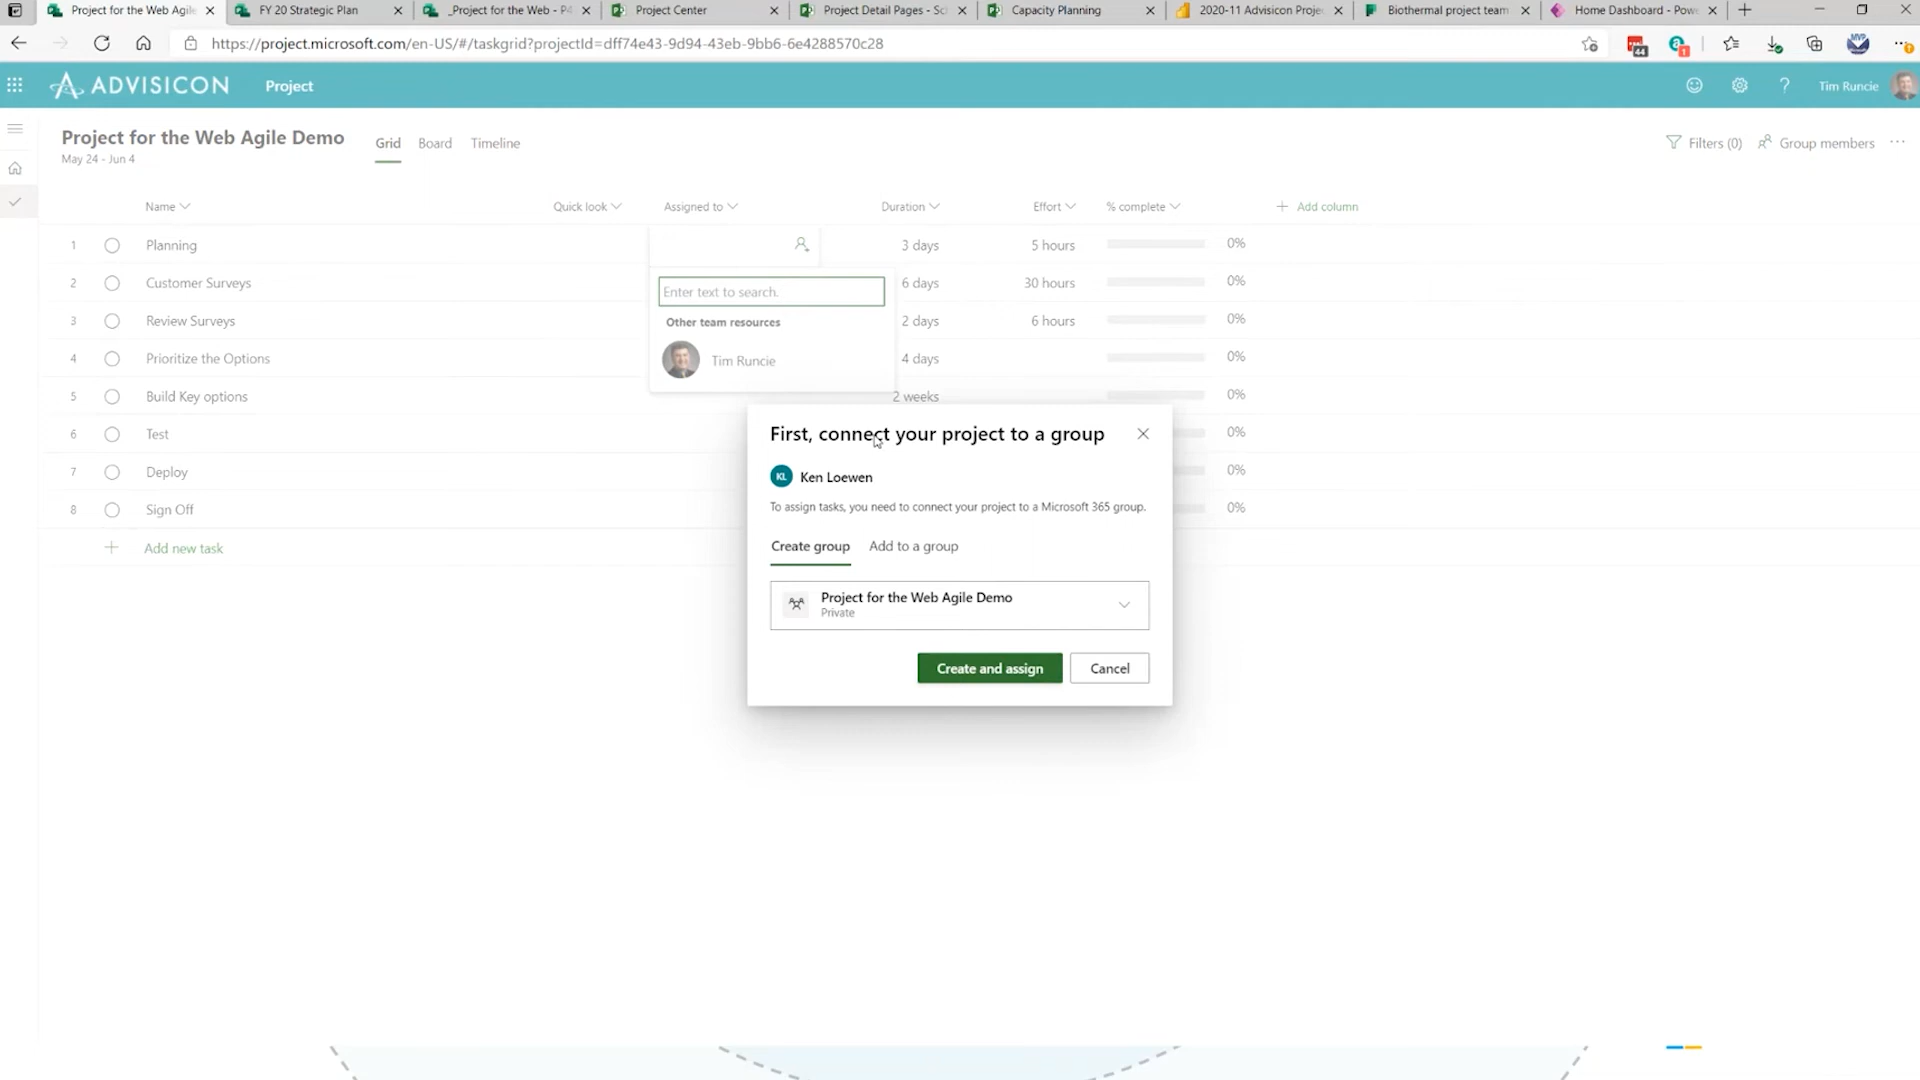 Project for the Web Agile
FY 20 Strategic Plan
_Project for the Web - P4
Project Center
Project Detail Pages - Sc
Capacity Planning
2020-11 Advisicon Projec
Biothermal project team
Home Dashboard - Pow
https://project.microsoft.com/en-US/#/taskgrid?projectId=dff74e43-9d94-43eb-9bb6-6e4288570c28
44
a
1
MVP
ADVISICON
Project
?
Tim Runcie
Project for the Web Agile Demo
May 24 - Jun 4
Grid
Board
Timeline
Filters (0)
Group members
Name
Quick look
Assigned to
Duration
Effort
% complete
Add column
1 Planning 3 days 5 hours 0%
2 Customer Surveys 6 days 30 hours 0%
3 Review Surveys 2 days 6 hours 0%
4 Prioritize the Options 4 days 0%
5 Build Key options 2 weeks 0%
6 Test 0%
7 Deploy 0%
8 Sign Off 0%
Add new task
Enter text to search.
Other team resources
Tim Runcie
First, connect your project to a group
KL Ken Loewen
To assign tasks, you need to connect your project to a Microsoft 365 group.
Create group
Add to a group
Project for the Web Agile Demo
Private
Create and assign
Cancel